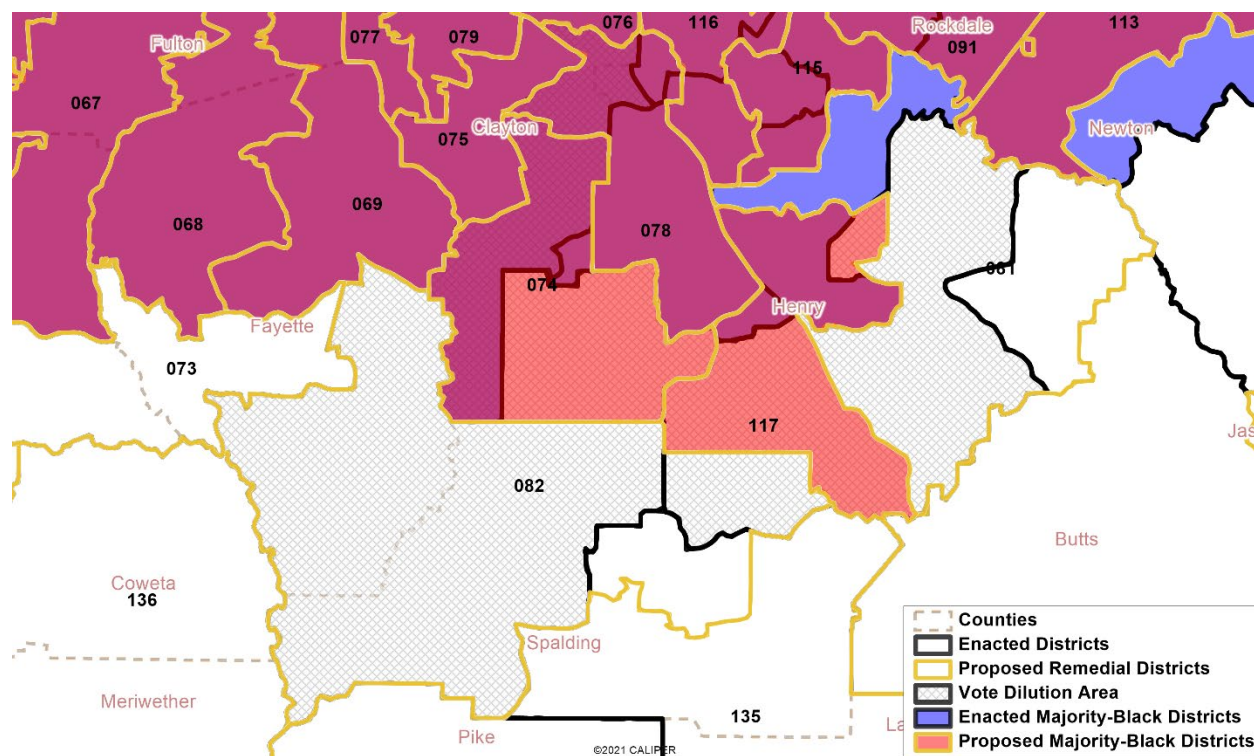 076
116
Rockdale
113
077
079
091
Fulton
115
067
Clayton
Newton
075
069
068
078
074
081
Henry
Fayette
073
117
Jas
082
Butts
Coweta
136
Spalding
Meriwether
135
La
Pike
©2021 CALIPER
Counties
Enacted Districts
Proposed Remedial Districts
Vote Dilution Area
Enacted Majority-Black Districts
Proposed Majority-Black Districts